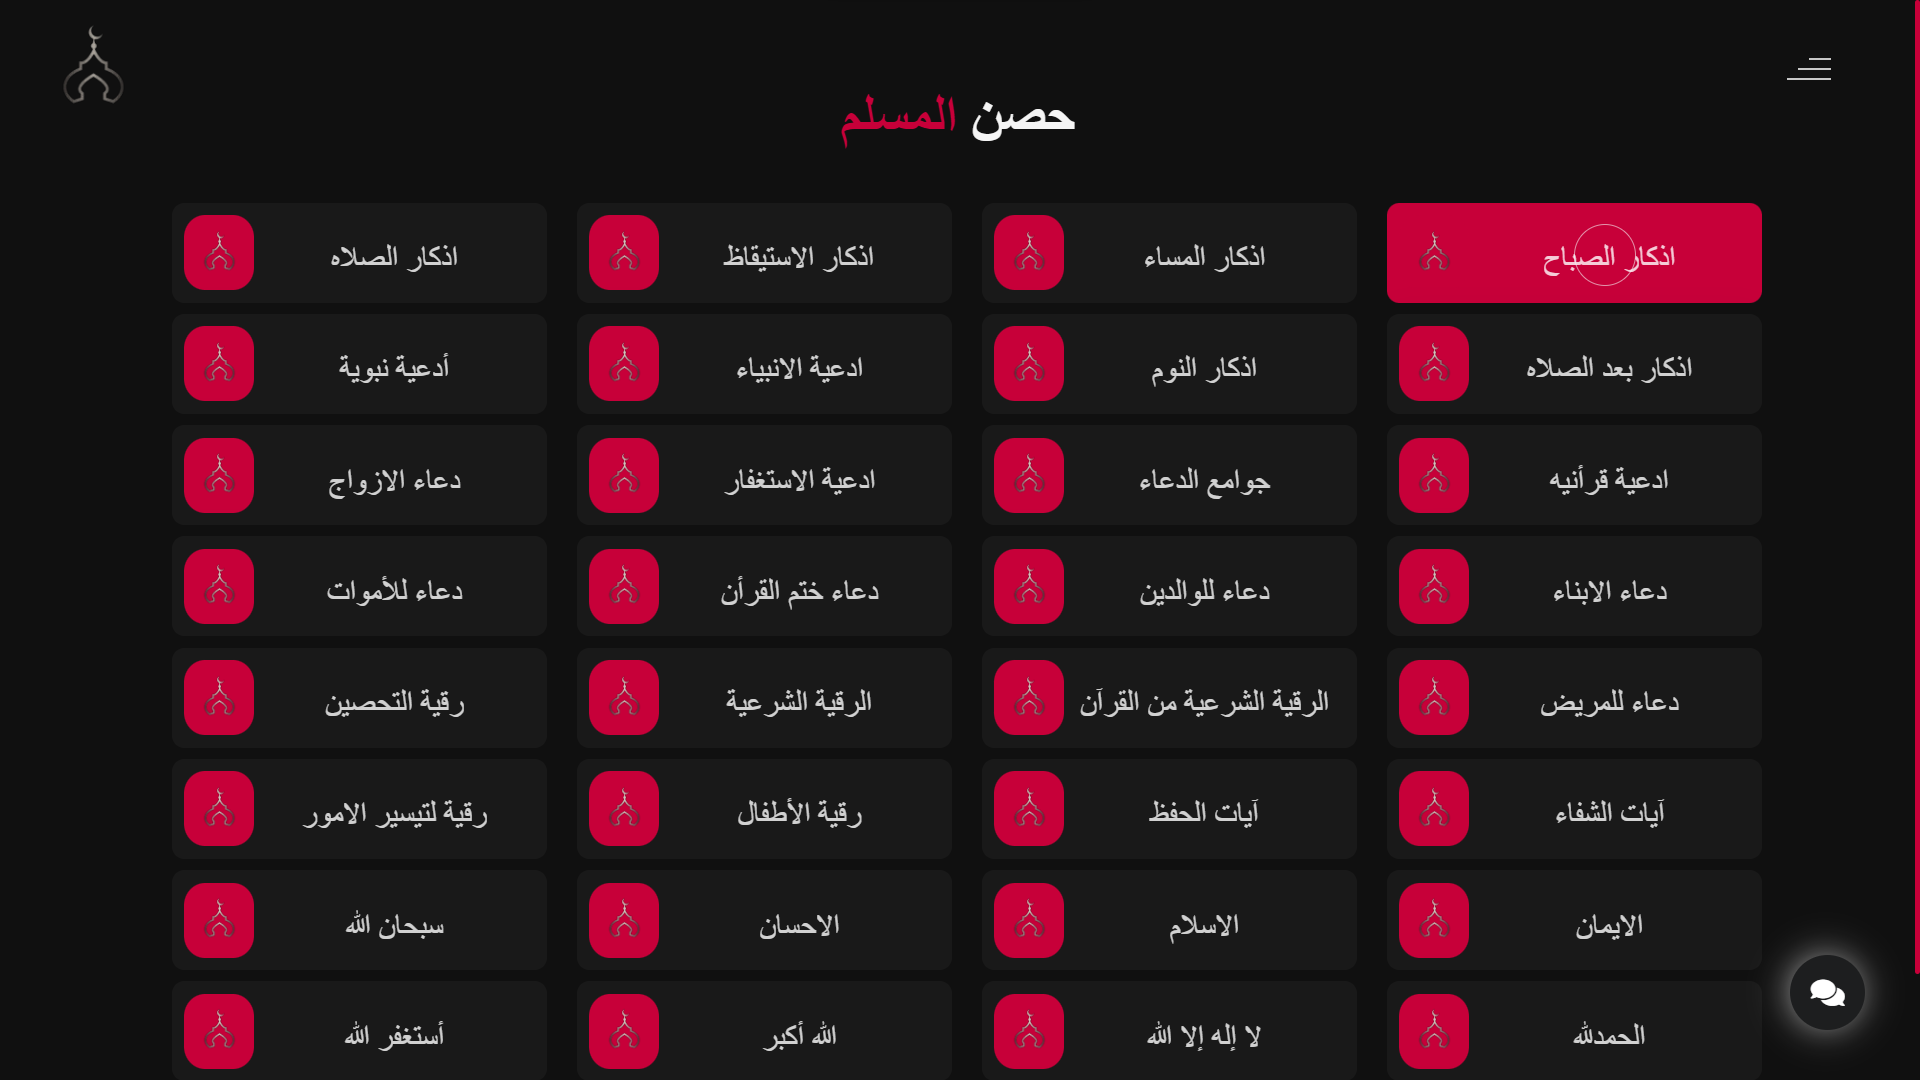 حصن المسلم
اذكار الصباح
اذكار المساء
اذكار الاستيقاظ
اذكار الصلاه
اذكار بعد الصلاه
اذكار النوم
ادعية الانبياء
أدعية نبوية
ادعية قرأنيه
جوامع الدعاء
ادعية الاستغفار
دعاء الازواج
دعاء الابناء
دعاء للوالدين
دعاء ختم القرأن
دعاء للأموات
دعاء للمريض
الرقية الشرعية من القرآن
الرقية الشرعية
رقية التحصين
آيات الشفاء
آيات الحفظ
رقية الأطفال
رقية لتيسير الامور
الايمان
الاسلام
الاحسان
سبحان الله
الحمدلله
لا إله إلا الله
الله أكبر
أستغفر الله